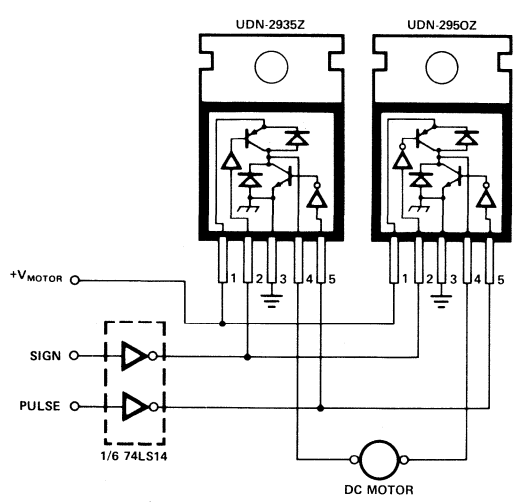 UDN-2935Z
UDN-2950Z
1 2 3 4 5
1 2 3 4 5
+VMOTOR
SIGN
PULSE
1/6 74LS14
DC MOTOR